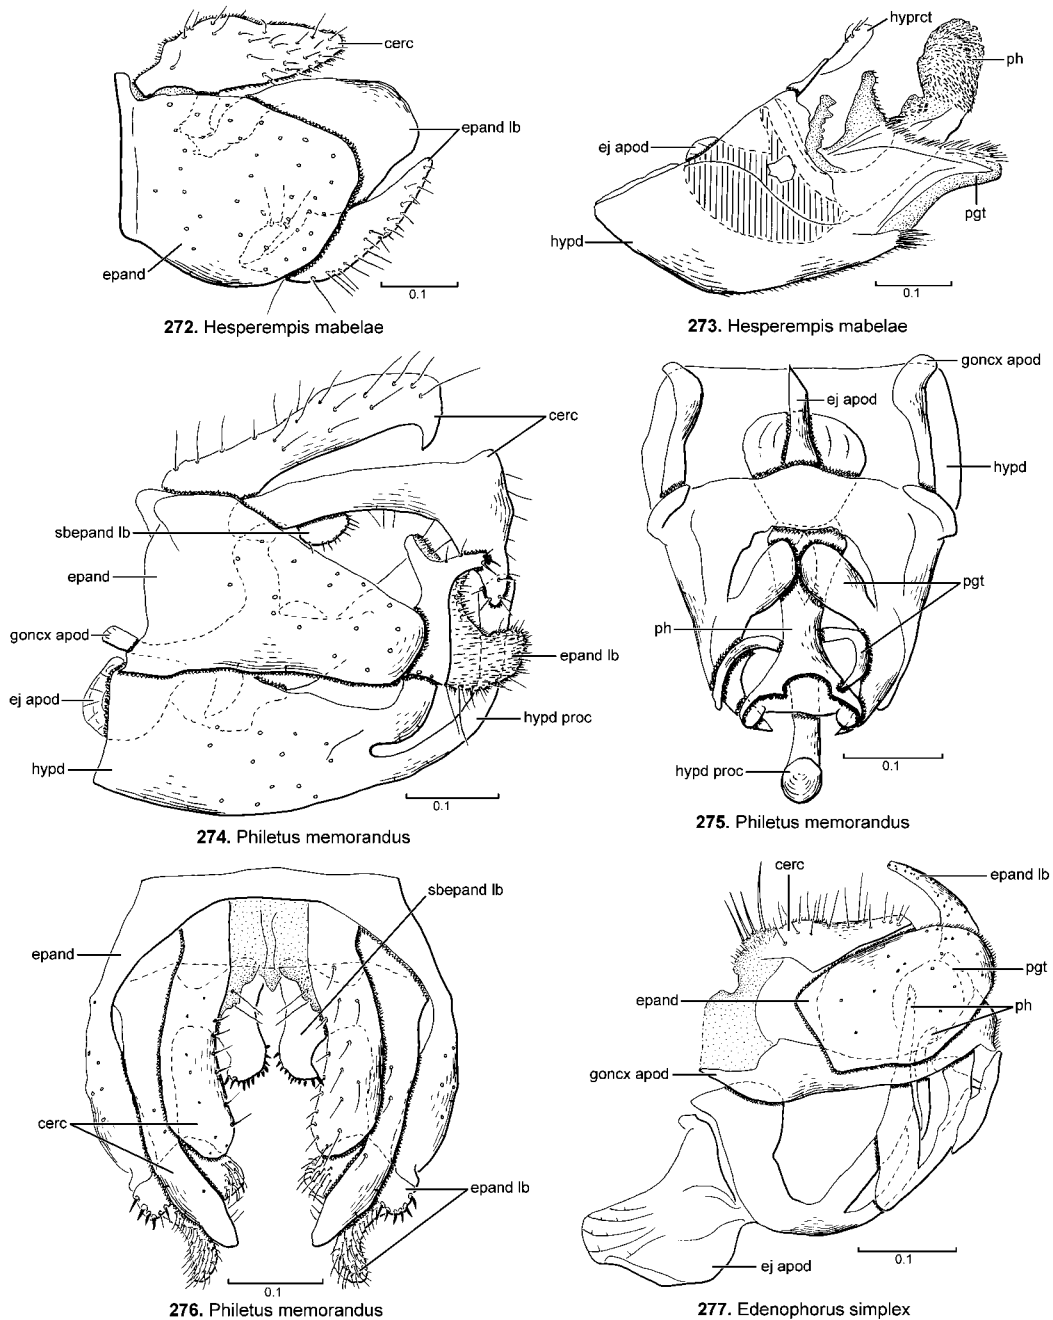 cerc
epand lb
epand
0.1
272. Hesperempis mabelae
hyprct
ph
ej apod
pgt
hypd
0.1
273. Hesperempis mabelae
cerc
sbepand lb
epand
goncx apod
epand lb
ej apod
hypd proc
hypd
0.1
274. Philetus memorandus
goncx apod
ej apod
hypd
pgt
ph
0.1
hypd proc
275. Philetus memorandus
sbepand lb
epand
cerc
epand lb
0.1
276. Philetus memorandus
cerc
epand lb
pgt
epand
ph
goncx apod
0.1
ej apod
277. Edenophorus simplex